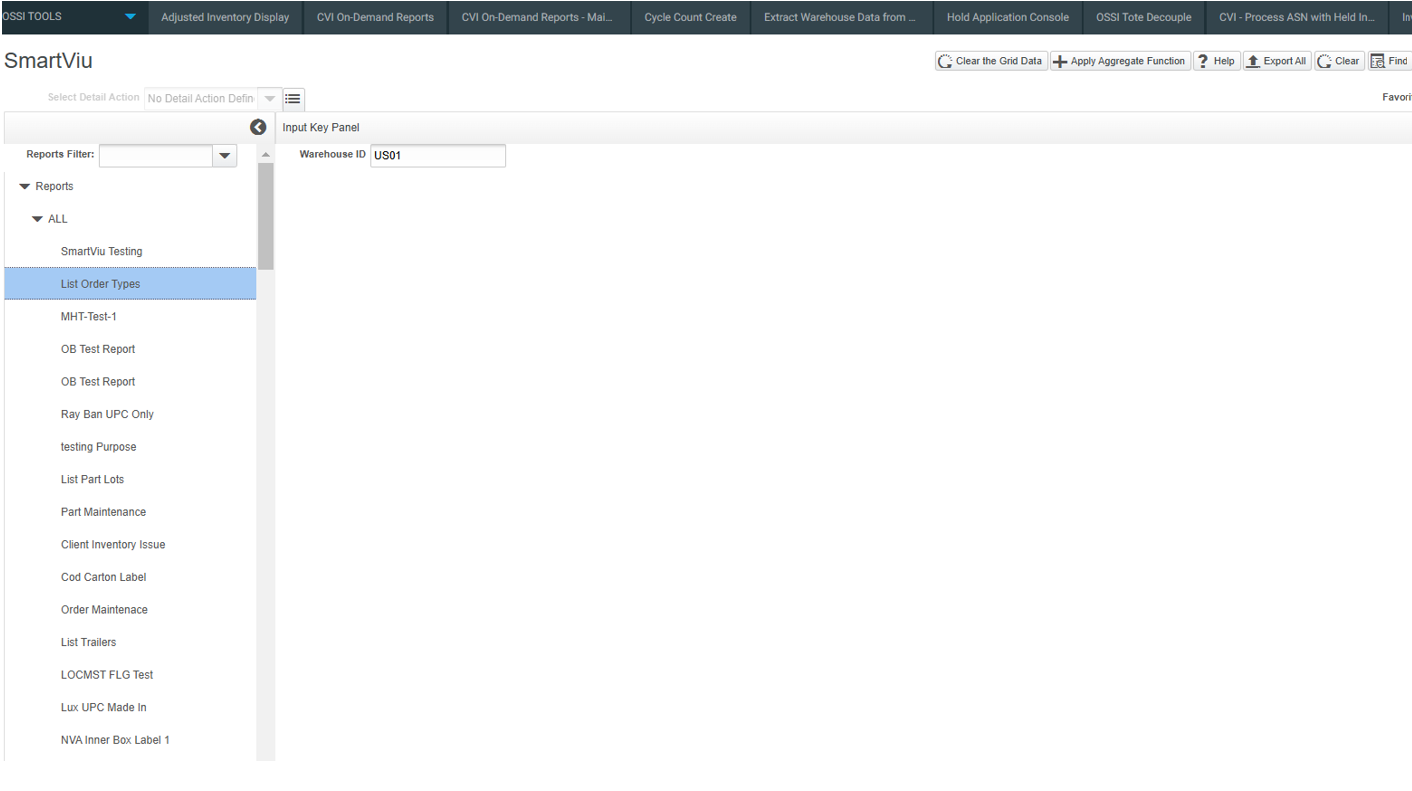 OSSI TOOLS Adjusted Inventory Display CVI On-Demand Reports CVI On-Demand Reports - Mai... Cycle Count Create Extract Warehouse Data from ... Hold Application Console OSSI Tote Decouple CVI - Process ASN with Held In... In
SmartViu
Clear the Grid Data Apply Aggregate Function Help Export All Clear Find
Select Detail Action No Detail Action Defin Favori
Input Key Panel
Reports Filter: Warehouse ID US01
Reports
ALL
SmartViu Testing
List Order Types
MHT-Test-1
OB Test Report
OB Test Report
Ray Ban UPC Only
testing Purpose
List Part Lots
Part Maintenance
Client Inventory Issue
Cod Carton Label
Order Maintenace
List Trailers
LOCMST FLG Test
Lux UPC Made In
NVA Inner Box Label 1